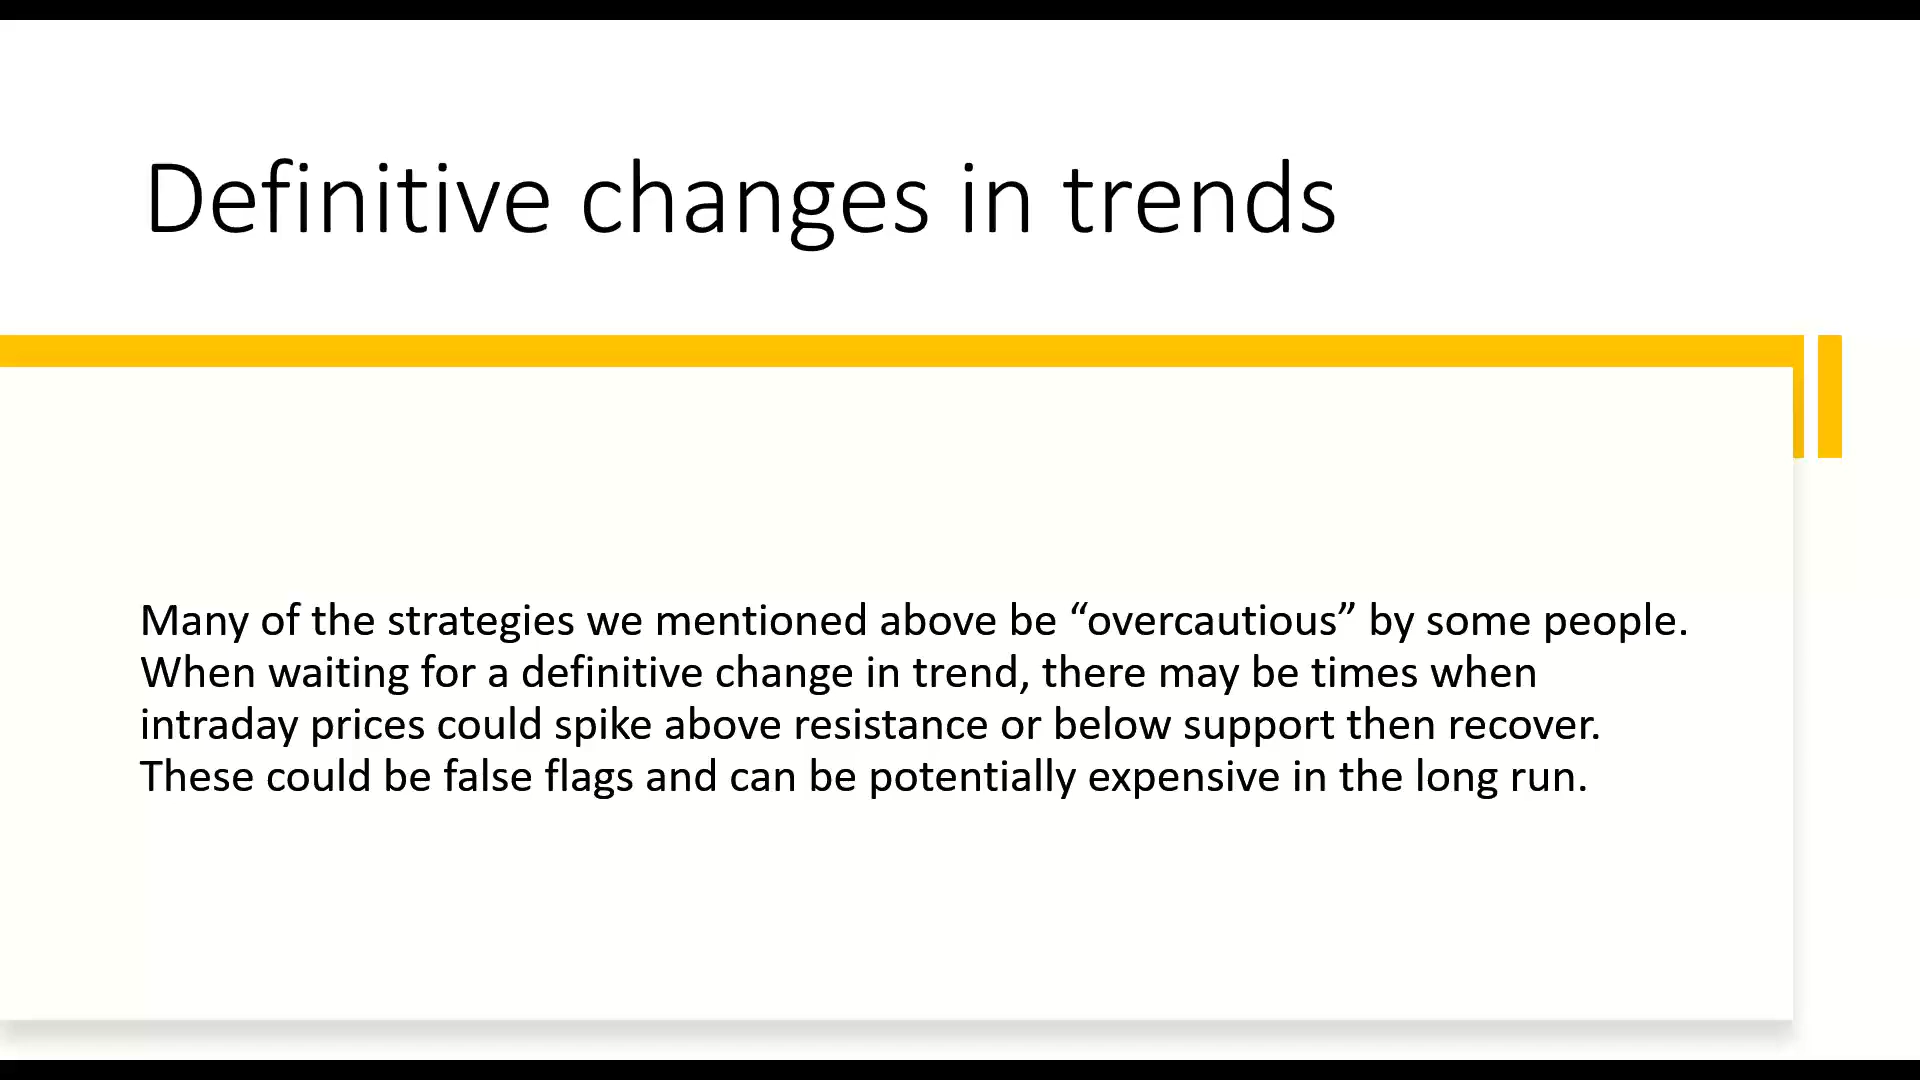 Definitive changes in trends
Many of the strategies we mentioned above be “overcautious” by some people.
When waiting for a definitive change in trend, there may be times when
intraday prices could spike above resistance or below support then recover.
These could be false flags and can be potentially expensive in the long run.